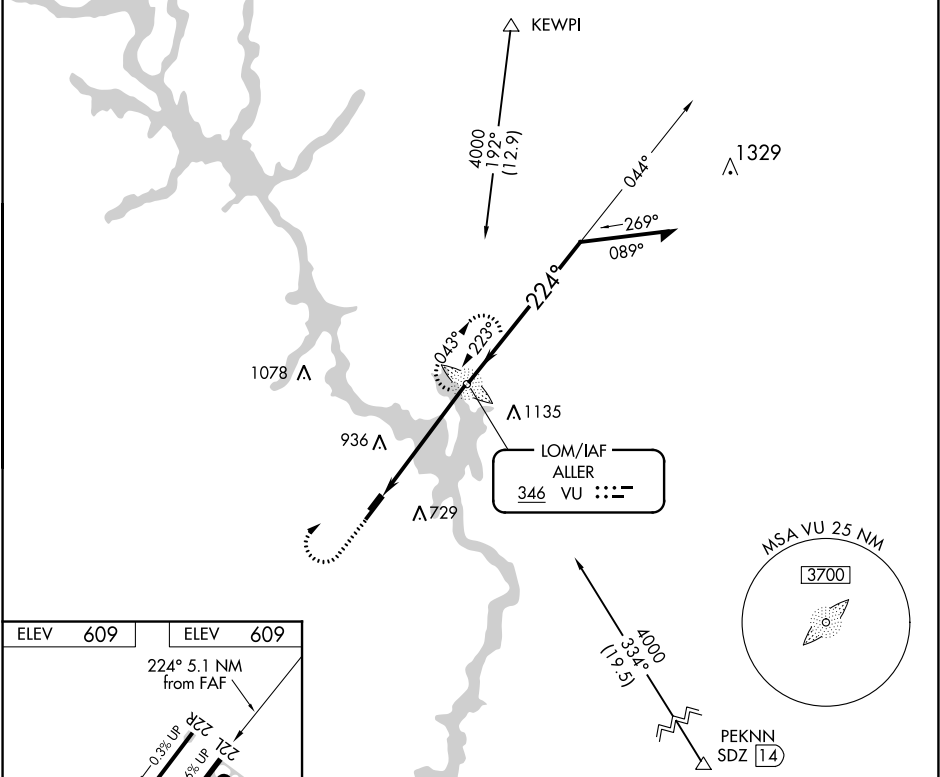 KEWPI
4000
192°
(12.9)
1329
044°
269°
089°
224°
043°
223°
1078
1135
936
LOM/IAF
ALLER
346 VU
729
MSA VU 25 NM
3700
4000
334°
(19.5)
PEKNN
SDZ 14
ELEV 609
ELEV 609
224° 5.1 NM
from FAF
22R
22L
0.3% UP
6% UP